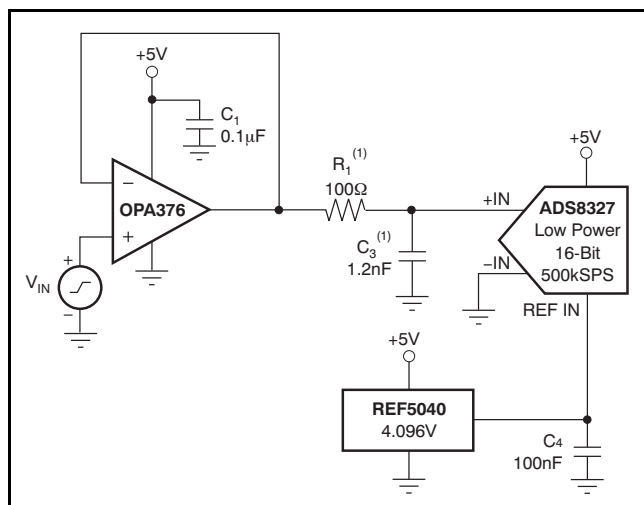 +5V
C1
0.1μF
R1(1)
100Ω
+5V
−
OPA376
+
+IN
ADS8327
Low Power
16-Bit
500kSPS
C3(1)
1.2nF
−IN
+
VIN
−
REF IN
+5V
REF5040
4.096V
C4
100nF